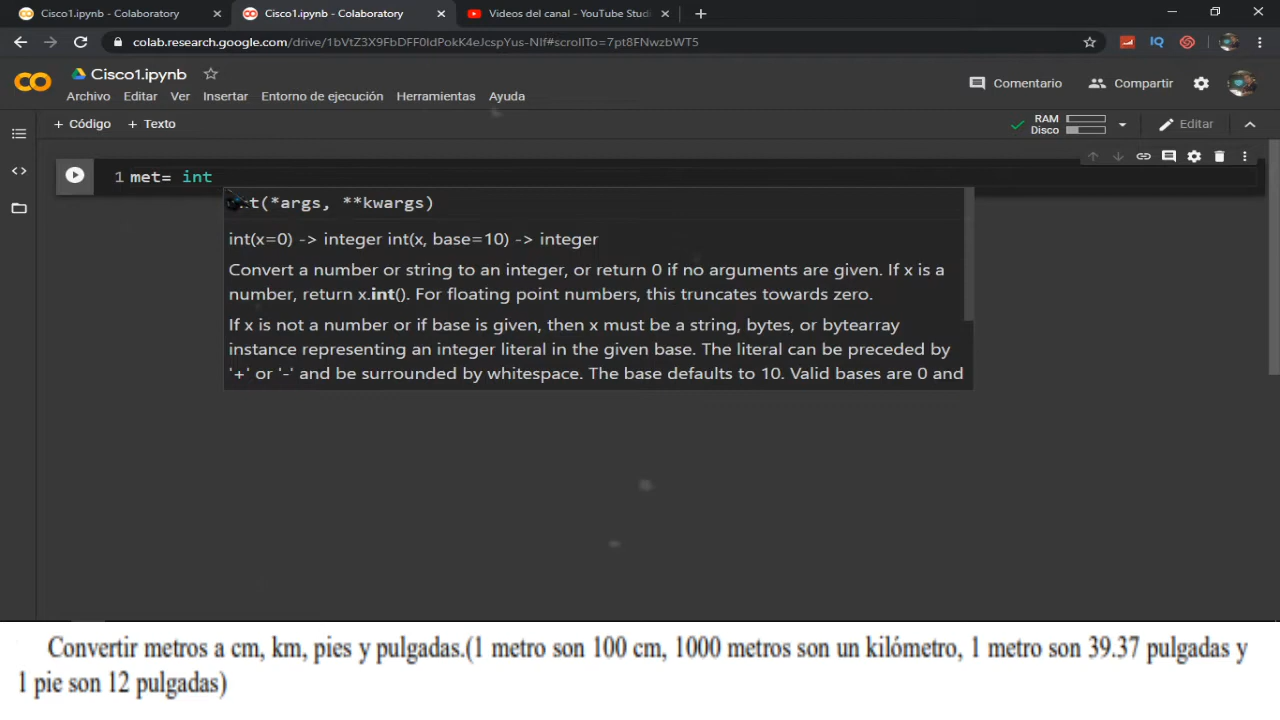 Cisco1.ipynb - Colaboratory
Cisco1.ipynb - Colaboratory
Videos del canal - YouTube Stud
colab.research.google.com/drive/1bVtZ3X9FbDFF0IdPokK4eJcspYus-NIf#scrollTo=7pt8FNwzbWT5
IQ
Cisco1.ipynb
Comentario
Compartir
Archivo Editar Ver Insertar Entorno de ejecución Herramientas Ayuda
+ Código + Texto
RAM
Disco
Editar
1 met= int
int(*args, **kwargs)
int(x=0) -> integer int(x, base=10) -> integer
Convert a number or string to an integer, or return 0 if no arguments are given. If x is a
number, return x.int(). For floating point numbers, this truncates towards zero.
If x is not a number or if base is given, then x must be a string, bytes, or bytearray
instance representing an integer literal in the given base. The literal can be preceded by
'+' or '-' and be surrounded by whitespace. The base defaults to 10. Valid bases are 0 and
Convertir metros a cm, km, pies y pulgadas.(1 metro son 100 cm, 1000 metros son un kilómetro, 1 metro son 39.37 pulgadas y
1 pie son 12 pulgadas)